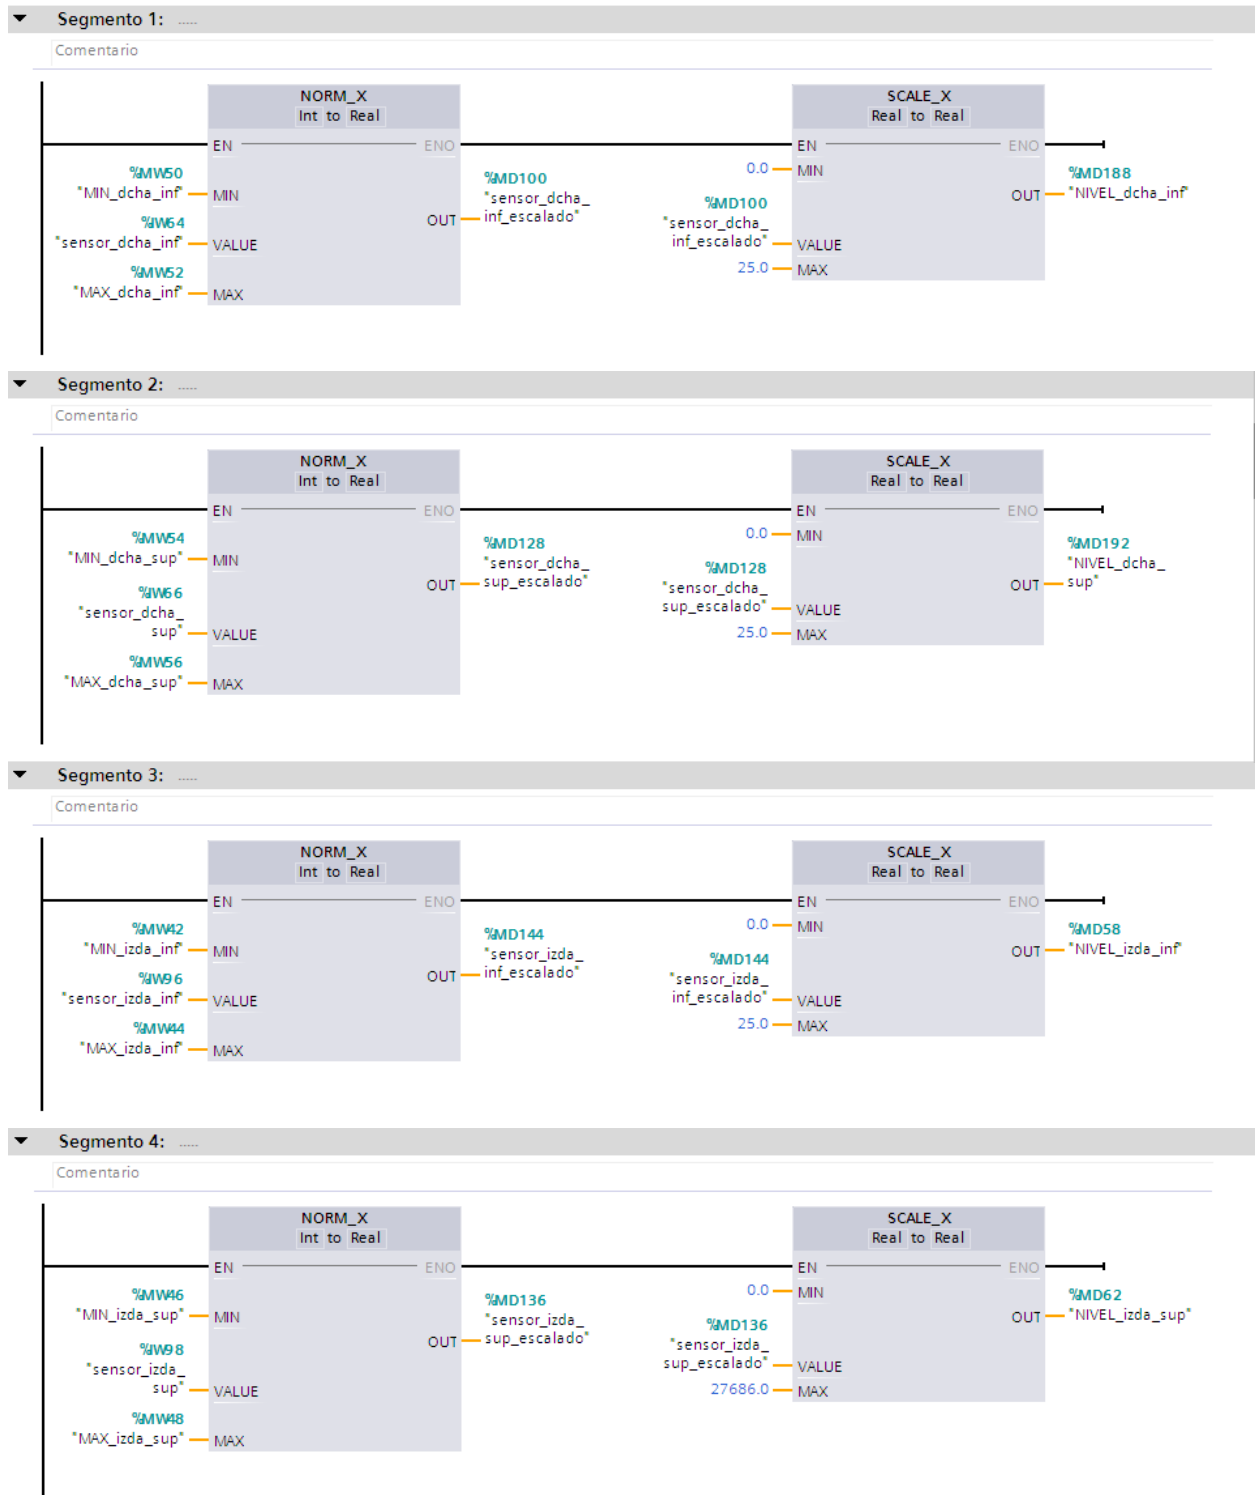 Segmento 1: .....
Comentario
NORM_X
Int to Real
SCALE_X
Real to Real
EN ENO EN ENO
%MW50
"MIN_dcha_inf" MIN
%IW64
"sensor_dcha_inf" VALUE
%MW52
"MAX_dcha_inf" MAX
%MD100
"sensor_dcha_
OUT inf_escalado"
0.0 MIN
%MD100
"sensor_dcha_
inf_escalado" VALUE
25.0 MAX
%MD188
OUT "NIVEL_dcha_inf"
Segmento 2: .....
Comentario
NORM_X
Int to Real
SCALE_X
Real to Real
EN ENO EN ENO
%MW54
"MIN_dcha_sup" MIN
%IW66
"sensor_dcha_
sup" VALUE
%MW56
"MAX_dcha_sup" MAX
%MD128
"sensor_dcha_
OUT sup_escalado"
0.0 MIN
%MD128
"sensor_dcha_
sup_escalado" VALUE
25.0 MAX
%MD192
"NIVEL_dcha_
OUT sup"
Segmento 3: .....
Comentario
NORM_X
Int to Real
SCALE_X
Real to Real
EN ENO EN ENO
%MW42
"MIN_izda_inf" MIN
%IW96
"sensor_izda_inf" VALUE
%MW44
"MAX_izda_inf" MAX
%MD144
"sensor_izda_
OUT inf_escalado"
0.0 MIN
%MD144
"sensor_izda_
inf_escalado" VALUE
25.0 MAX
%MD58
OUT "NIVEL_izda_inf"
Segmento 4: .....
Comentario
NORM_X
Int to Real
SCALE_X
Real to Real
EN ENO EN ENO
%MW46
"MIN_izda_sup" MIN
%IW98
"sensor_izda_
sup" VALUE
%MW48
"MAX_izda_sup" MAX
%MD136
"sensor_izda_
OUT sup_escalado"
0.0 MIN
%MD136
"sensor_izda_
sup_escalado" VALUE
27686.0 MAX
%MD62
OUT "NIVEL_izda_sup"